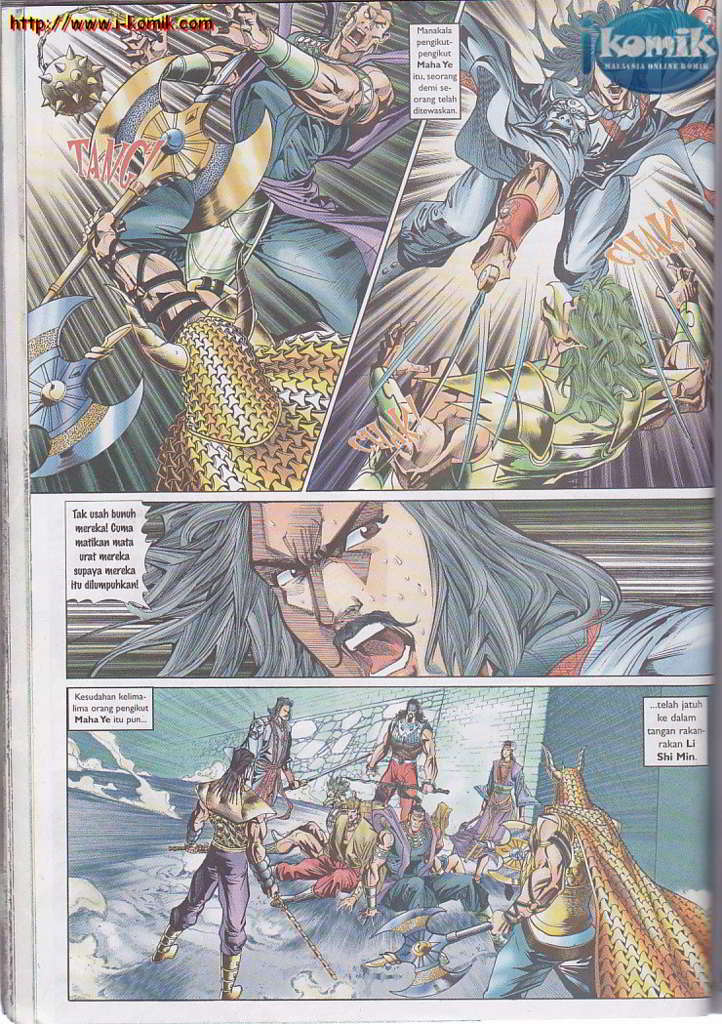 http://www.i-komik.com
ikomik
MALAYSIA ONLINE KOMIK
TANG!
Manakala
pengikut-
pengikut
Maha Ye
itu, seorang
demi se-
orang telah
ditewaskan.
CHAK!
CHAK!
Tak usah bunuh
mereka! Cuma
matikan mata
urat mereka
supaya mereka
itu dilumpuhkan!
Kesudahan kelima-
lima orang pengikut
Maha Ye itu pun...
...telah jatuh
ke dalam
tangan rakan-
rakan Li
Shi Min.